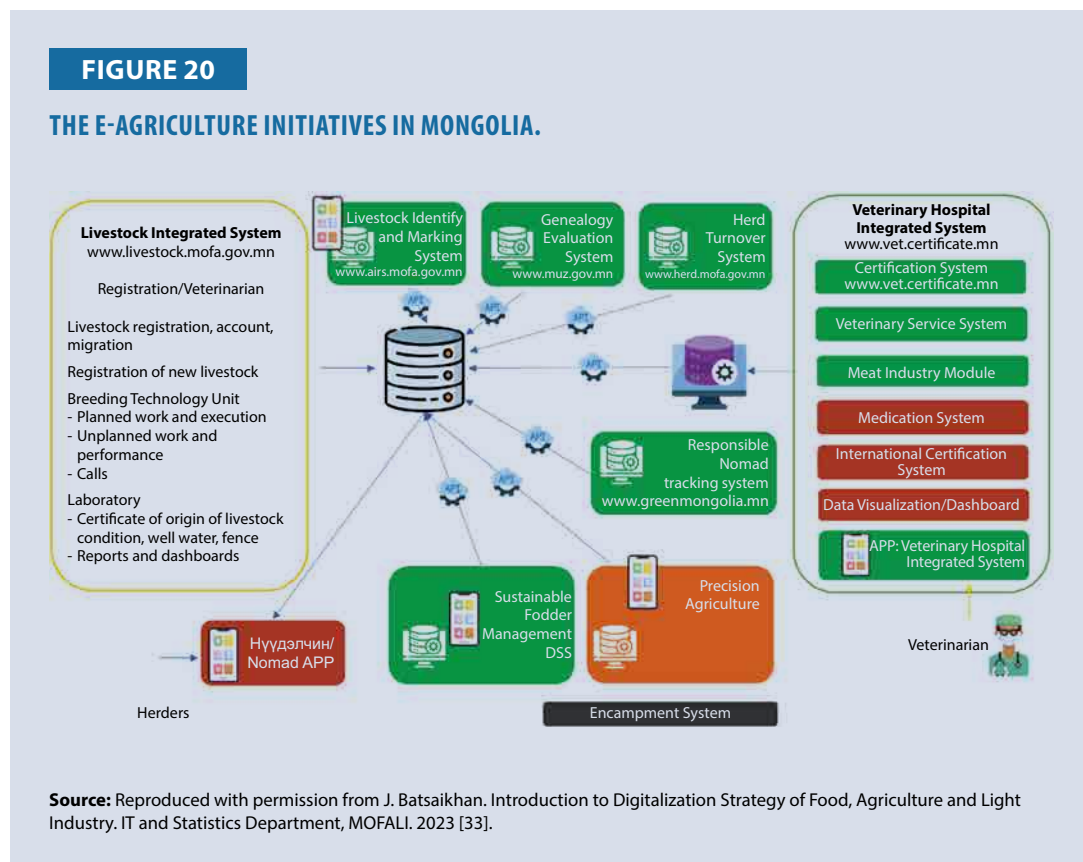 FIGURE 20
THE E-AGRICULTURE INITIATIVES IN MONGOLIA.
Livestock Integrated System
www.livestock.mofa.gov.mn
Registration/Veterinarian
Livestock registration, account,
migration
Registration of new livestock
Breeding Technology Unit
- Planned work and execution
- Unplanned work and
performance
- Calls
Laboratory
- Certificate of origin of livestock
condition, well water, fence
- Reports and dashboards
Livestock Identify
and Marking
System
www.airs.mofa.gov.mn
Genealogy
Evaluation
System
www.muz.gov.mn
Herd
Turnover
System
www.herd.mofa.gov.mn
API
API
API
API
API
API
API
Responsible
Nomad
tracking system
www.greenmongolia.mn
Veterinary Hospital
Integrated System
www.vet.certificate.mn
Certification System
www.vet.certificate.mn
Veterinary Service System
Meat Industry Module
Medication System
International Certification
System
Data Visualization/Dashboard
APP: Veterinary Hospital
Integrated System
Veterinarian
Нүүдэлчин/
Nomad APP
Herders
Sustainable
Fodder
Management
DSS
Precision
Agriculture
Encampment System
Source: Reproduced with permission from J. Batsaikhan. Introduction to Digitalization Strategy of Food, Agriculture and Light
Industry. IT and Statistics Department, MOFALI. 2023 [33].